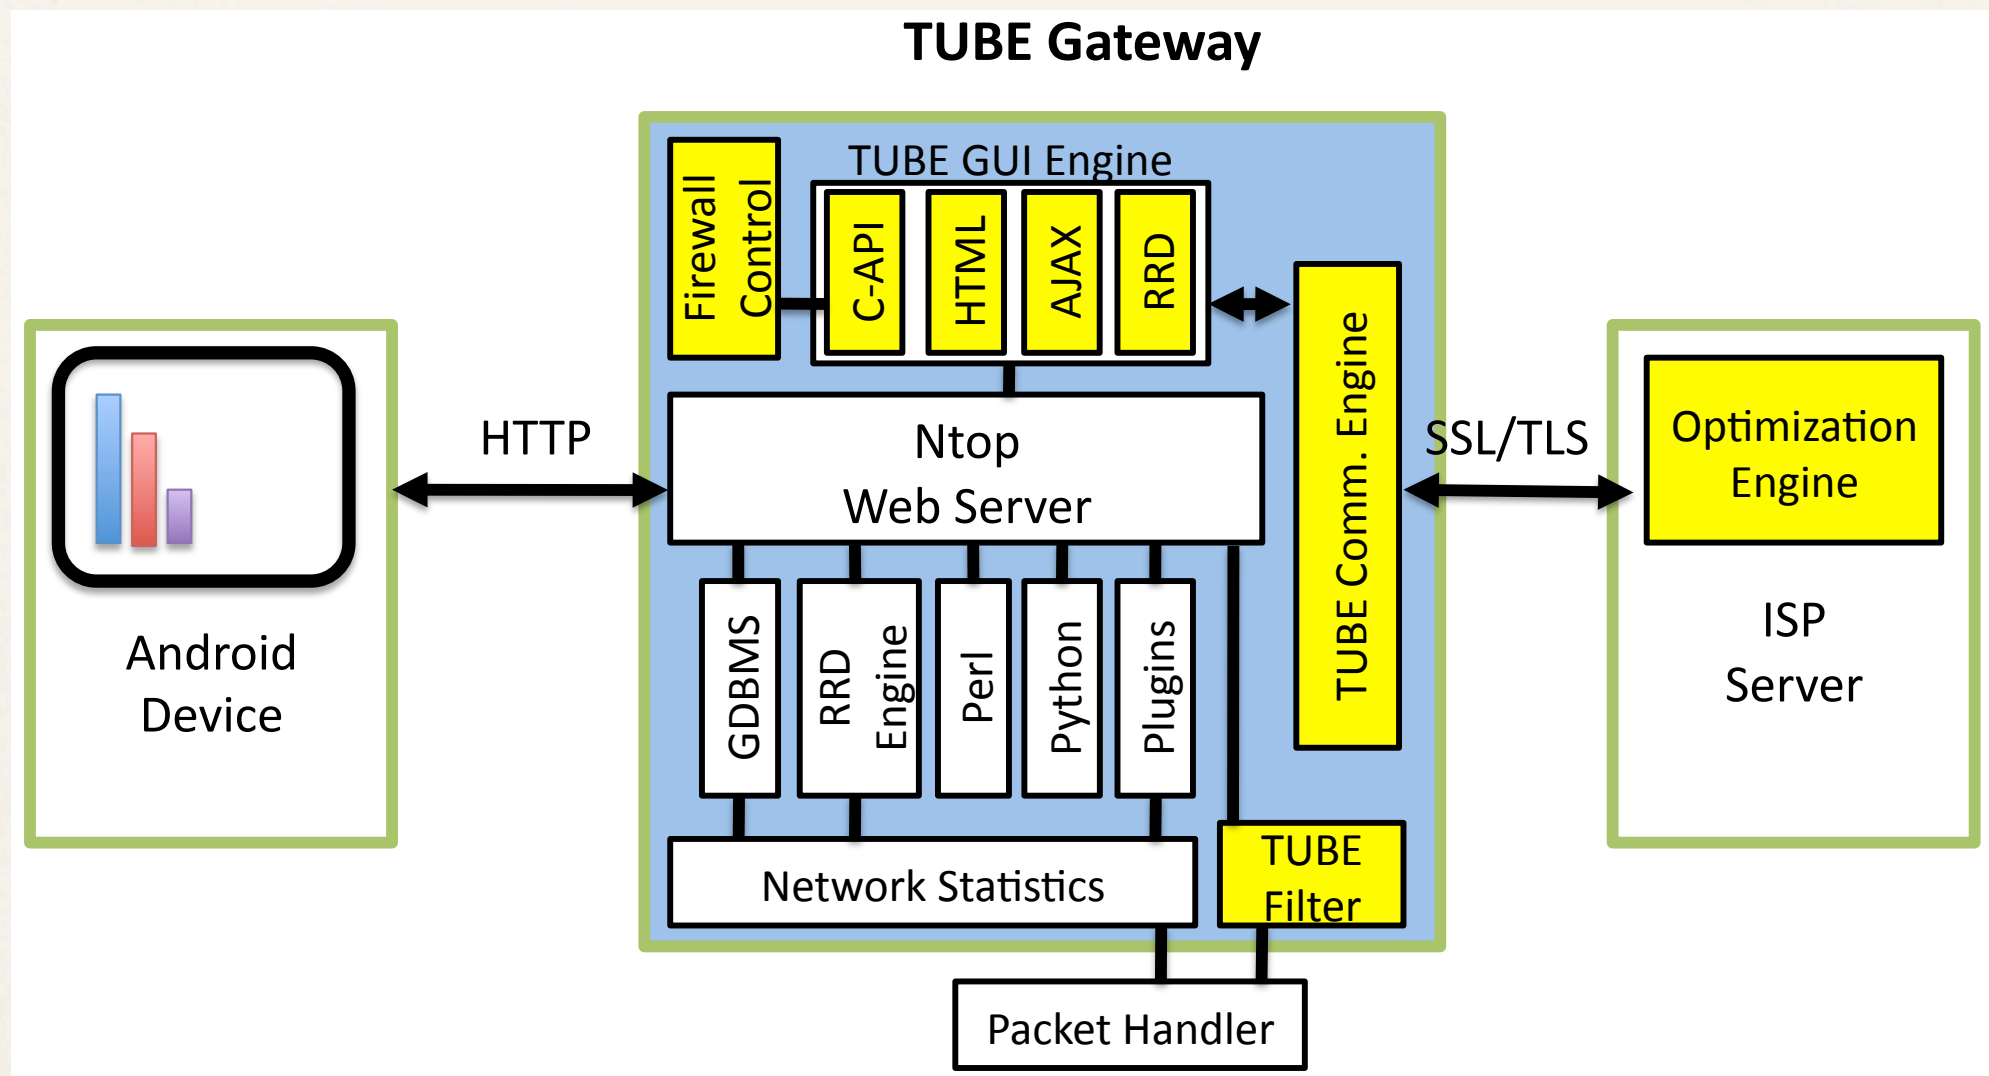 TUBE Gateway
TUBE GUI Engine
Firewall
Control
C-API
HTML
AJAX
RRD
HTTP
Ntop
Web Server
TUBE Comm. Engine
SSL/TLS
Optimization
Engine
Android
Device
GDBMS
RRD
Engine
Perl
Python
Plugins
ISP
Server
Network Statistics
TUBE
Filter
Packet Handler